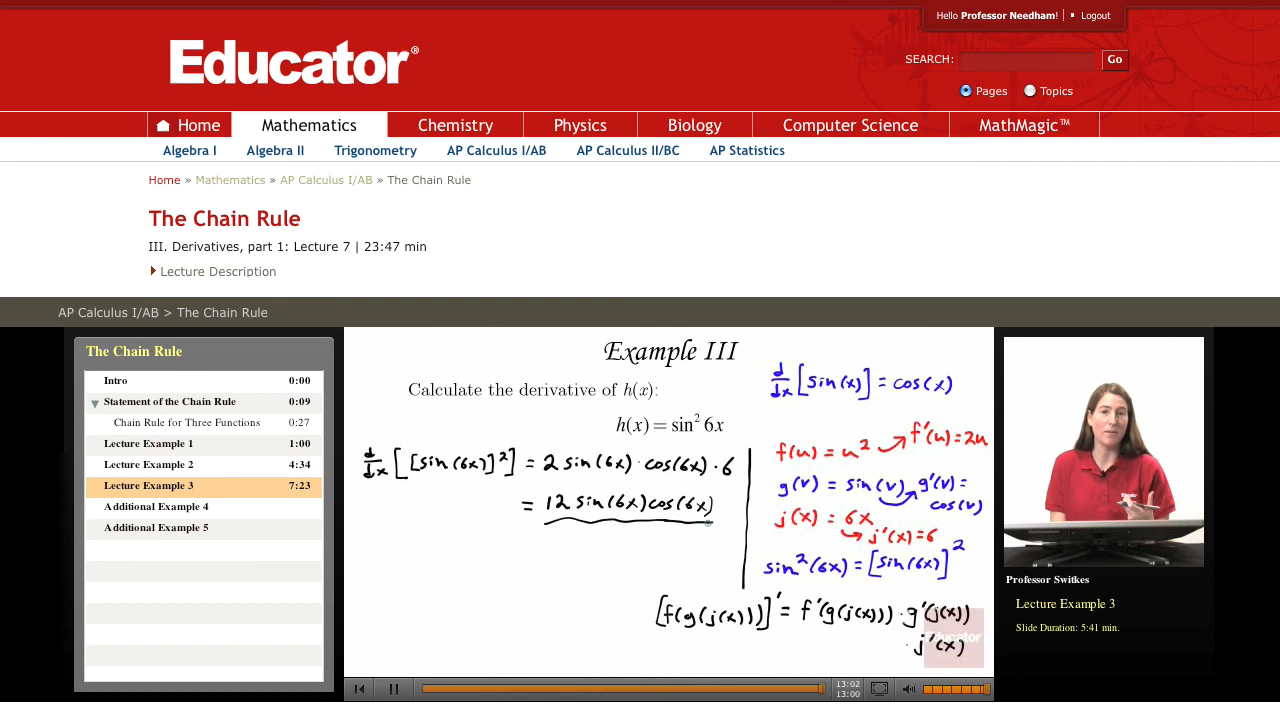 Hello Professor Needham! | ▪ Logout
Educator®
SEARCH: Go
Pages Topics
Home Mathematics Chemistry Physics Biology Computer Science MathMagic™
Algebra I Algebra II Trigonometry AP Calculus I/AB AP Calculus II/BC AP Statistics
Home » Mathematics » AP Calculus I/AB » The Chain Rule
The Chain Rule
III. Derivatives, part 1: Lecture 7 | 23:47 min
Lecture Description
AP Calculus I/AB > The Chain Rule
The Chain Rule
Intro 0:00
Statement of the Chain Rule 0:09
Chain Rule for Three Functions 0:27
Lecture Example 1 1:00
Lecture Example 2 4:34
Lecture Example 3 7:23
Additional Example 4
Additional Example 5
Example III
Calculate the derivative of h(x):
h(x) = sin² 6x
d/dx [[sin(6x)]²] = 2 sin(6x) · cos(6x) · 6
= 12 sin(6x) cos(6x)
d/dx [sin(x)] = cos(x)
f(u) = u² → f'(u) = 2u
g(v) = sin(v) → g'(v) = cos(v)
j(x) = 6x
→ j'(x) = 6
sin²(6x) = [sin(6x)]²
[f(g(j(x)))]' = f'(g(j(x))) · g'(j(x))
· j'(x)
Educator
13:02
13:00
Educator
Professor Switkes
Lecture Example 3
Slide Duration: 5:41 min.